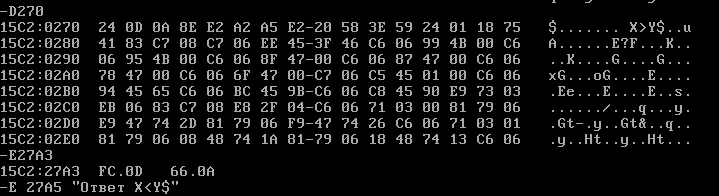 -D270
15C2:0270 24 0D 0A 8E E2 A2 A5 E2-20 58 3E 59 24 01 18 75 $....... X>Y$..u
15C2:0280 41 83 C7 08 C7 06 EE 45-3F 46 C6 06 99 4B 00 C6 A......E?F...K..
15C2:0290 06 95 4B 00 C6 06 8F 47-00 C6 06 87 47 00 C6 06 ..K....G....G...
15C2:02A0 78 47 00 C6 06 6F 47 00-C7 06 C5 45 01 00 C6 06 xG...oG....E....
15C2:02B0 94 45 65 C6 06 BC 45 9B-C6 06 C8 45 90 E9 73 03 .Ee...E....E..s.
15C2:02C0 EB 06 83 C7 08 E8 2F 04-C6 06 71 03 00 81 79 06 ....../...q...y.
15C2:02D0 E9 47 74 2D 81 79 06 F9-47 74 26 C6 06 71 03 01 .Gt-.y..Gt&..q..
15C2:02E0 81 79 06 08 48 74 1A 81-79 06 18 48 74 13 C6 06 .y..Ht..y..Ht...
-E27A3
15C2:27A3 FC.0D 66.0A
-E 27A5 "Ответ X<Y$"